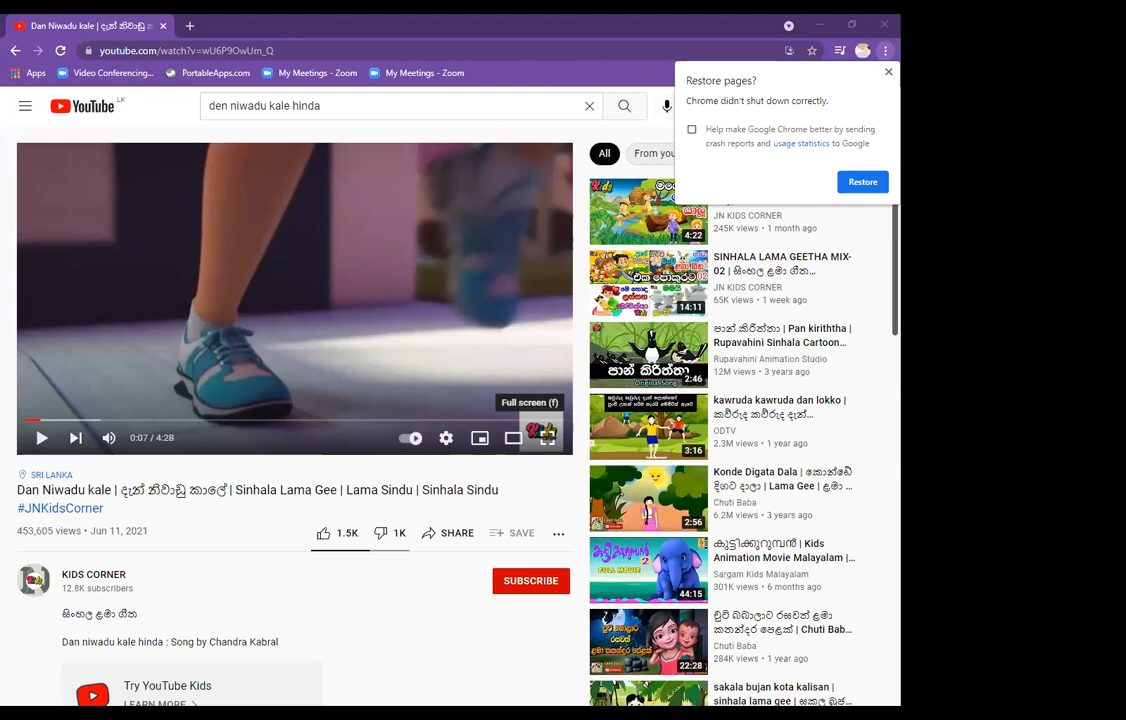 Dan Niwadu kale | දැන් නිවාඩු
youtube.com/watch?v=wU6P9OwUm_Q
Apps
Video Conferencing...
PortableApps.com
My Meetings - Zoom
My Meetings - Zoom
Restore pages?
Chrome didn't shut down correctly.
Help make Google Chrome better by sending
crash reports and usage statistics to Google
Restore
YouTube LK
den niwadu kale hinda
All
From you
Kids
4:22
JN KIDS CORNER
245K views • 1 month ago
14:11
SINHALA LAMA GEETHA MIX-
02 | සිංහල ළමා ගීත...
JN KIDS CORNER
65K views • 1 week ago
පාන් කිරිත්තා
Original Song
2:46
පාන් කිරිත්තා | Pan kiriththa |
Rupavahini Sinhala Cartoon...
Rupavahini Animation Studio
12M views • 3 years ago
3:16
kawruda kawruda dan lokko |
කව්රුද කව්රුද දැන්...
ODTV
2.3M views • 1 year ago
2:56
Konde Digata Dala | කොන්ඩේ
දිගට දාලා | Lama Gee | ළමා ...
Chuti Baba
6.2M views • 3 years ago
FULL MOVIE
44:15
കുട്ടിക്കുറുമ്പൻ | Kids
Animation Movie Malayalam |...
Sargam Kids Malayalam
301K views • 6 months ago
22:28
චුටි බබාලාට රසවත් ළමා
කතන්දර පෙළක් | Chuti Bab...
Chuti Baba
284K views • 1 year ago
sakala bujan kota kalisan |
Full screen (f)
0:07 / 4:28
Kids
SRI LANKA
Dan Niwadu kale | දැන් නිවාඩු කාලේ | Sinhala Lama Gee | Lama Sindu | Sinhala Sindu
#JNKidsCorner
453,605 views • Jun 11, 2021
1.5K
1K
SHARE
SAVE
KIDS CORNER
12.8K subscribers
SUBSCRIBE
සිංහල ළමා ගීත
Dan niwadu kale hinda : Song by Chandra Kabral
Try YouTube Kids
LEARN MORE